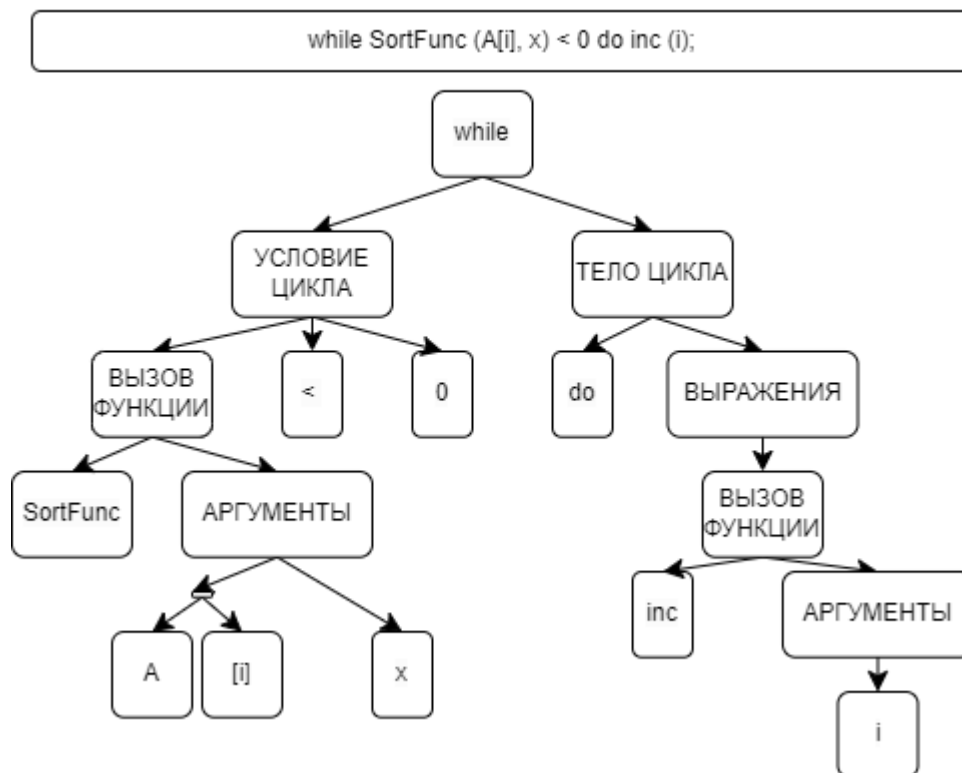 while SortFunc (A[i], x) < 0 do inc (i);
while
УСЛОВИЕ
ЦИКЛА
ТЕЛО ЦИКЛА
ВЫЗОВ
ФУНКЦИИ
<
0
do
ВЫРАЖЕНИЯ
SortFunc
АРГУМЕНТЫ
ВЫЗОВ
ФУНКЦИИ
inc
АРГУМЕНТЫ
A
[i]
x
i